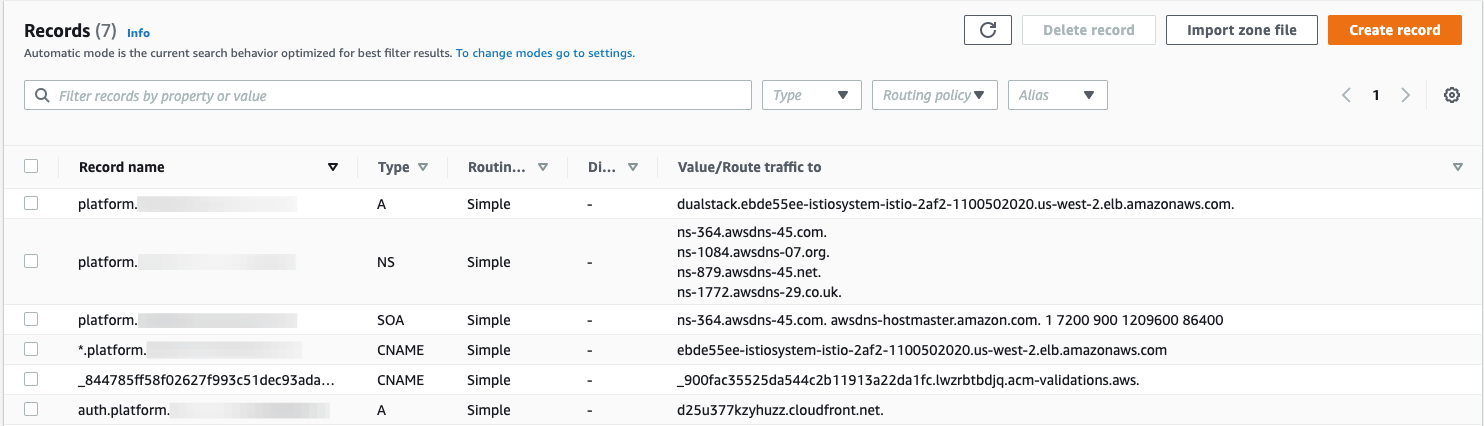 Records (7) Info
Automatic mode is the current search behavior optimized for best filter results. To change modes go to settings.
Delete record
Import zone file
Create record
Filter records by property or value
Type
Routing policy
Alias
1
Record name Type Routin... Di... Value/Route traffic to
platform. A Simple - dualstack.ebde55ee-istiosystem-istio-2af2-1100502020.us-west-2.elb.amazonaws.com.
platform. NS Simple - ns-364.awsdns-45.com.
ns-1084.awsdns-07.org.
ns-879.awsdns-45.net.
ns-1772.awsdns-29.co.uk.
platform. SOA Simple - ns-364.awsdns-45.com. awsdns-hostmaster.amazon.com. 1 7200 900 1209600 86400
*.platform. CNAME Simple - ebde55ee-istiosystem-istio-2af2-1100502020.us-west-2.elb.amazonaws.com
_844785ff58f02627f993c51dec93ada... CNAME Simple - _900fac35525da544c2b11913a22da1fc.lwzrbtbdjq.acm-validations.aws.
auth.platform. A Simple - d25u377kzyhuzz.cloudfront.net.